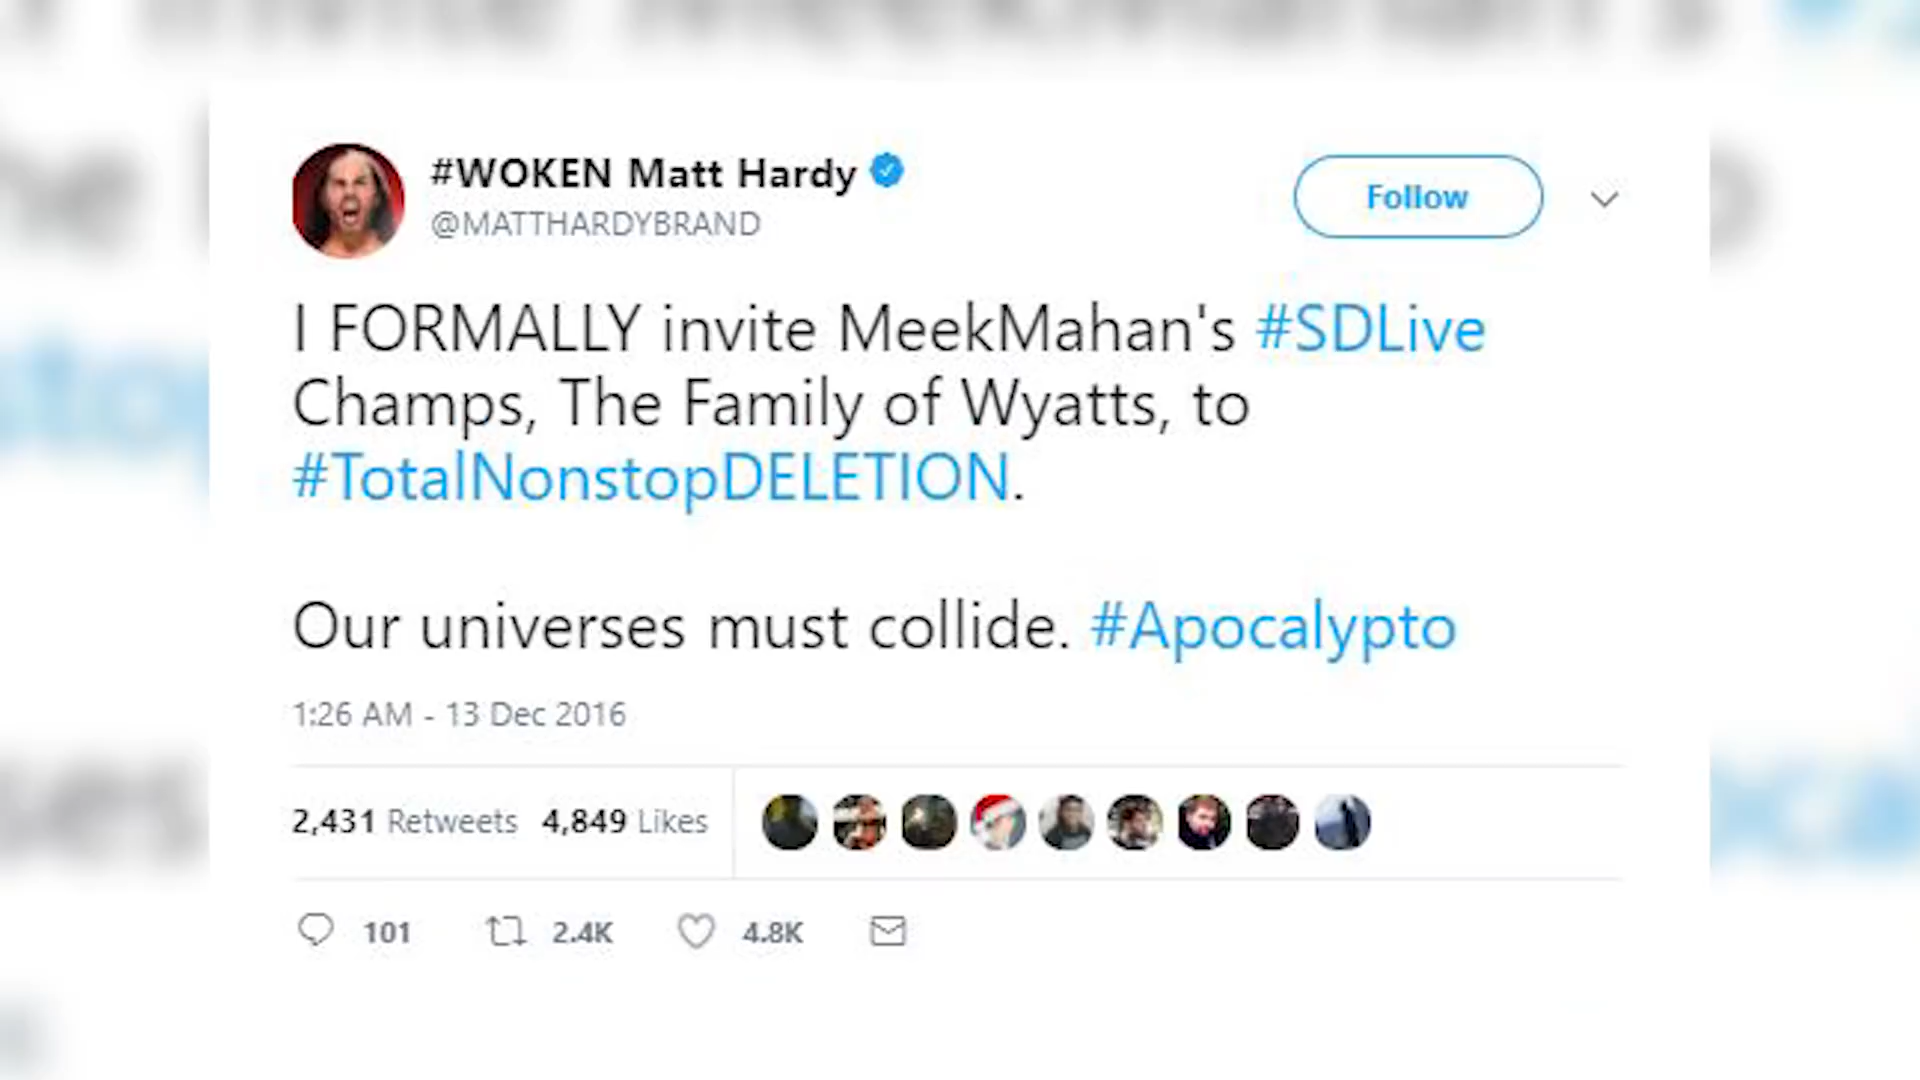 #WOKEN Matt Hardy
@MATTHARDYBRAND
Follow
I FORMALLY invite MeekMahan's #SDLive
Champs, The Family of Wyatts, to
#TotalNonstopDELETION.
Our universes must collide. #Apocalypto
1:26 AM - 13 Dec 2016
2,431 Retweets 4,849 Likes
101 2.4K 4.8K